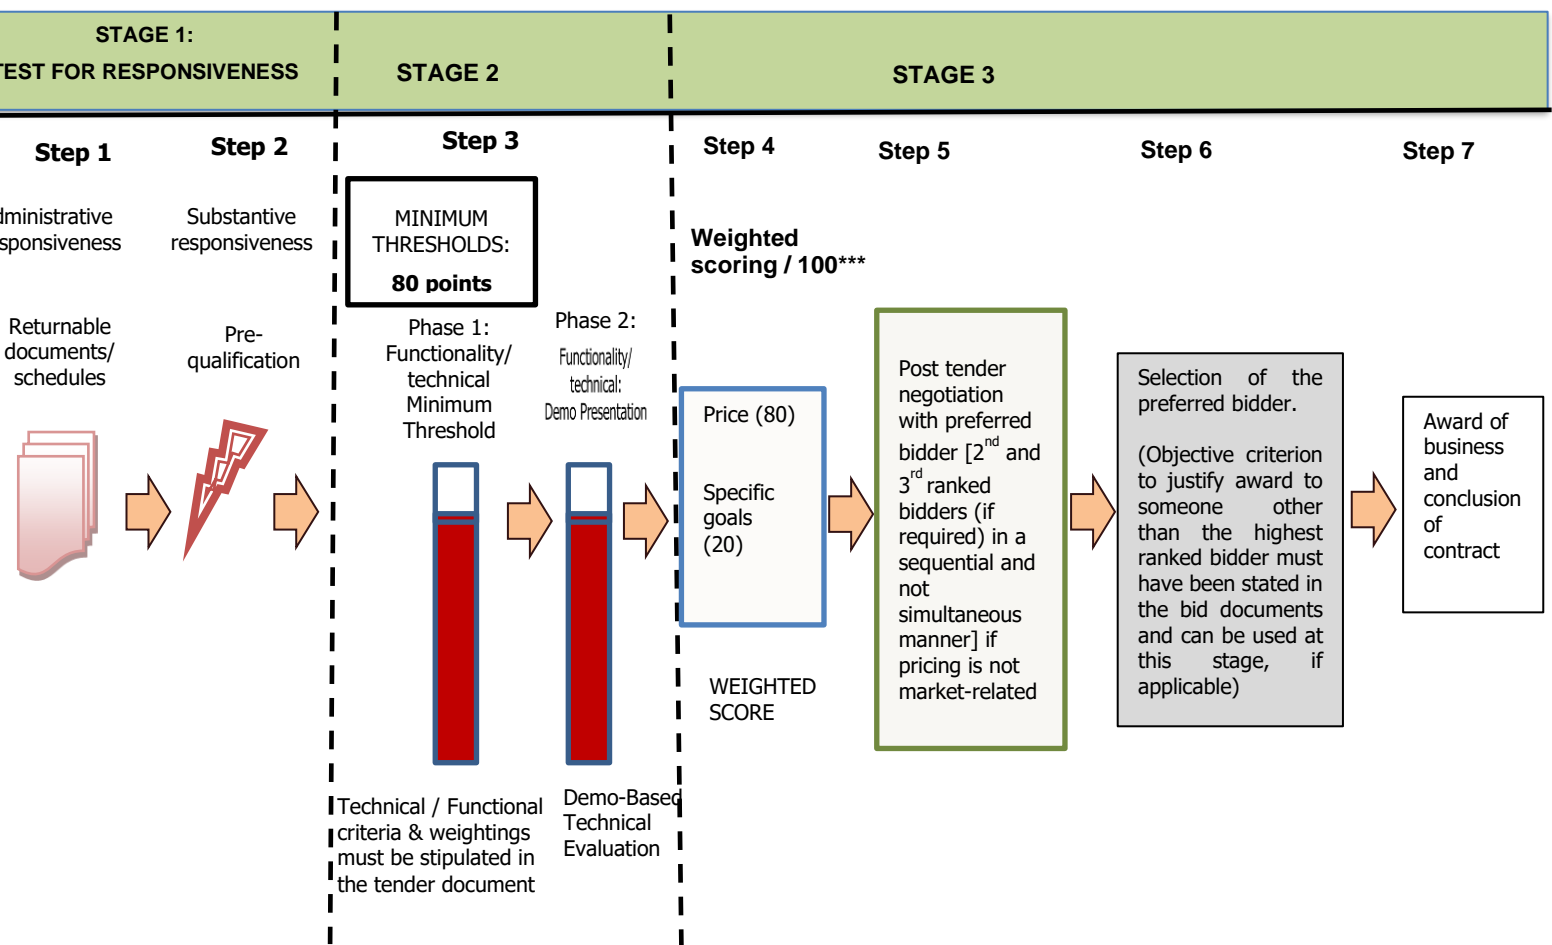 STAGE 1:
TEST FOR RESPONSIVENESS
STAGE 2
STAGE 3
Step 1
Step 2
Step 3
Step 4
Step 5
Step 6
Step 7
dministrative
sponsiveness
Returnable
documents/
schedules
Substantive
responsiveness
Pre-
qualification
MINIMUM
THRESHOLDS:
80 points
Phase 1:
Functionality/
technical
Minimum
Threshold
Phase 2:
Functionality/
technical:
Demo Presentation
Technical / Functional
criteria & weightings
must be stipulated in
the tender document
Demo-Based
Technical
Evaluation
Weighted
scoring / 100***
Price (80)
Specific
goals
(20)
WEIGHTED
SCORE
Post tender
negotiation
with preferred
bidder [2nd and
3rd ranked
bidders (if
required) in a
sequential and
not
simultaneous
manner] if
pricing is not
market-related
Selection of the
preferred bidder.
(Objective criterion
to justify award to
someone other
than the highest
ranked bidder must
have been stated in
the bid documents
and can be used at
this stage, if
applicable)
Award of
business
and
conclusion
of
contract